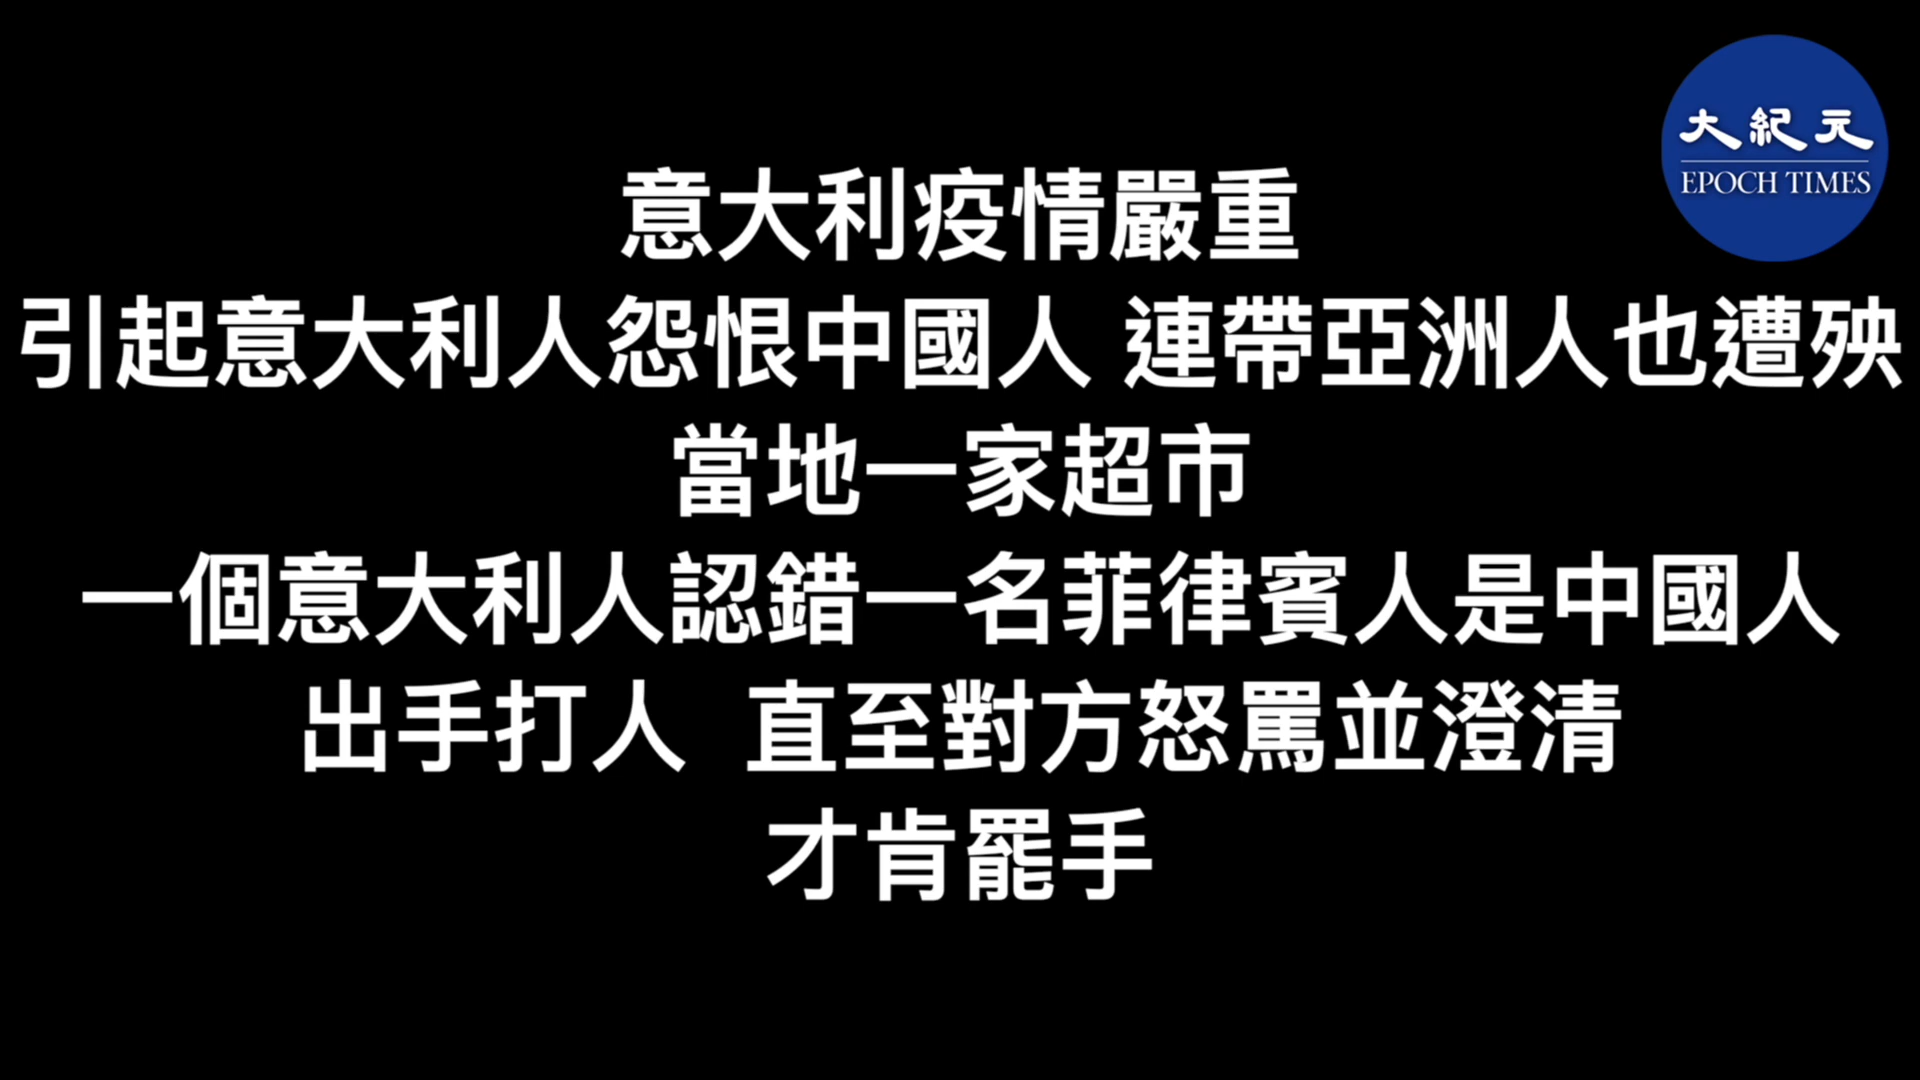 大紀元
EPOCH TIMES
意大利疫情嚴重
引起意大利人怨恨中國人 連帶亞洲人也遭殃
當地一家超市
一個意大利人認錯一名菲律賓人是中國人
出手打人 直至對方怒罵並澄清
才肯罷手